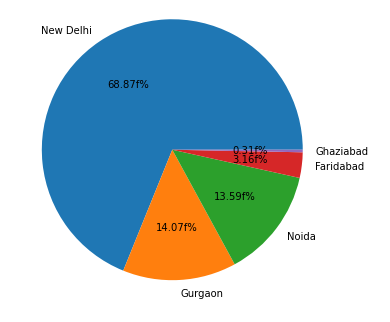 New Delhi
68.87f%
0.31f%
Ghaziabad
3.16f%
Faridabad
13.59f%
14.07f%
Noida
Gurgaon